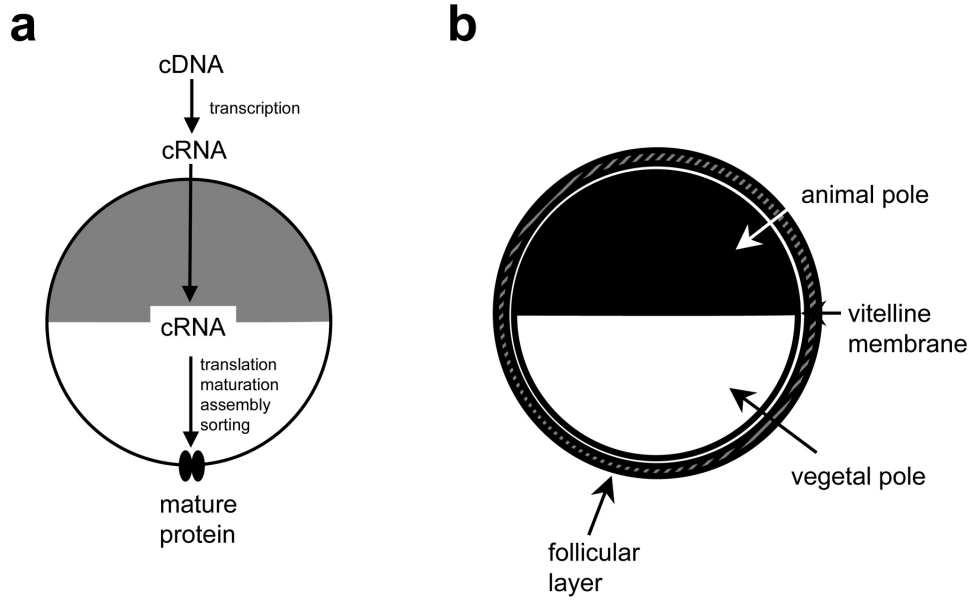 a
cDNA
transcription
cRNA
cRNA
translation
maturation
assembly
sorting
mature
protein
b
animal pole
vitelline
membrane
vegetal pole
follicular
layer